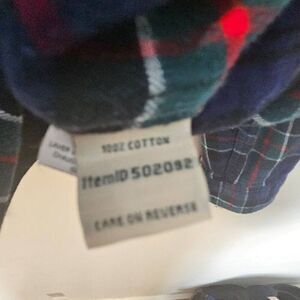 100% COTTON
ItemID 502092
CARE ON REVERSE